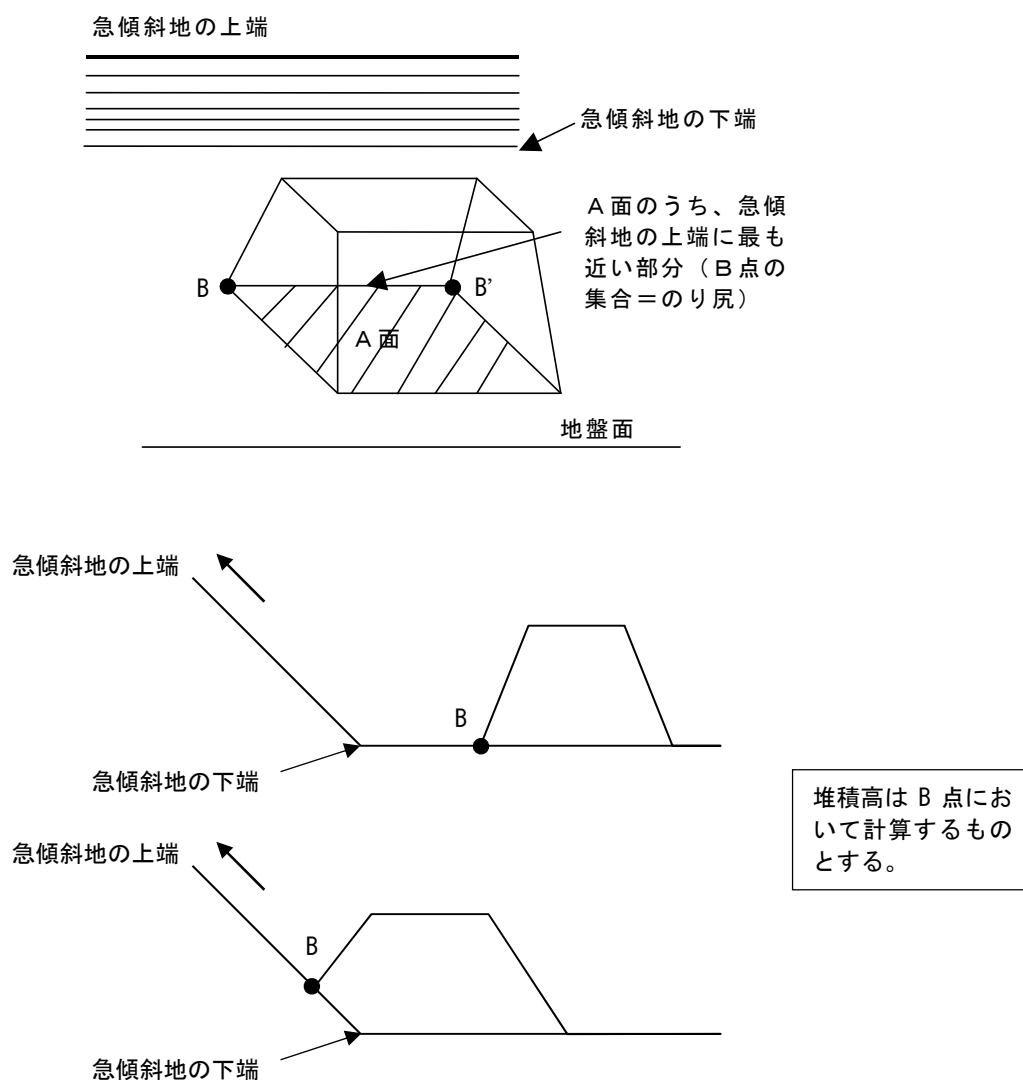 急傾斜地の上端
急傾斜地の下端
A面のうち、急傾
斜地の上端に最も
近い部分（B点の
集合＝のり尻）
B
B’
A面
地盤面
急傾斜地の上端
B
急傾斜地の下端
堆積高は B 点にお
いて計算するもの
とする。
急傾斜地の上端
B
急傾斜地の下端